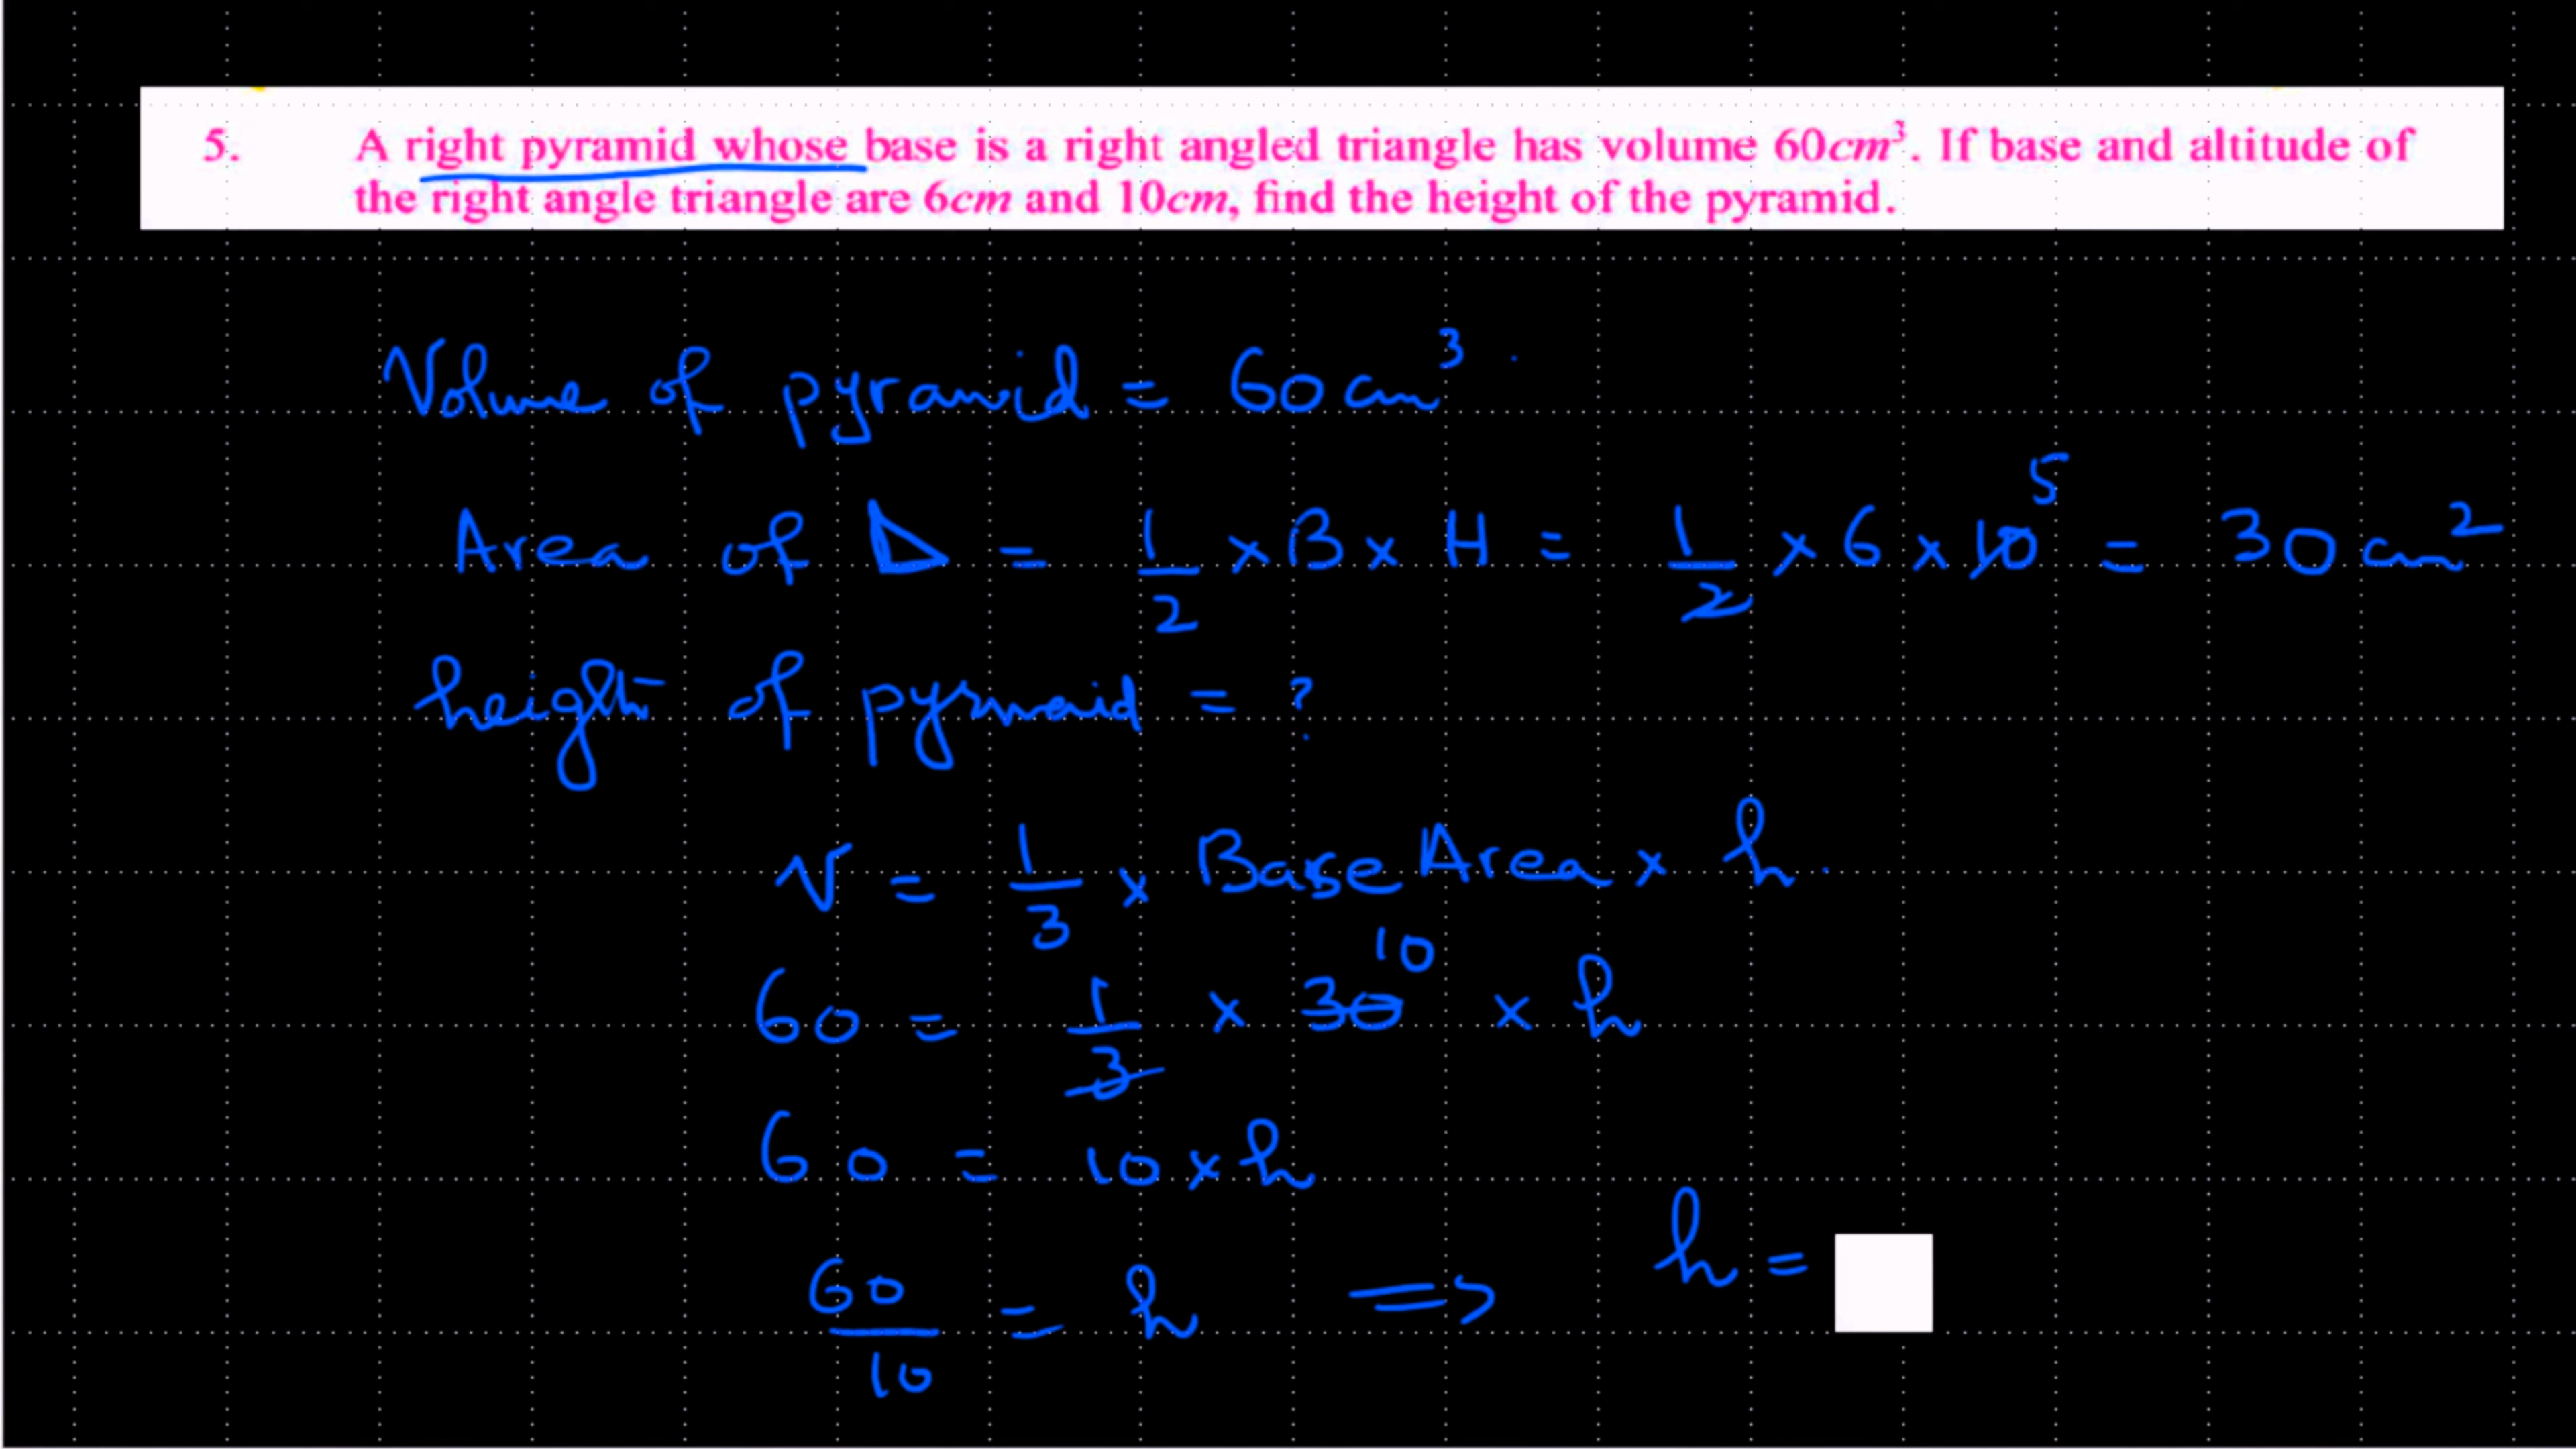 5. A right pyramid whose base is a right angled triangle has volume 60cm³. If base and altitude of
the right angle triangle are 6cm and 10cm, find the height of the pyramid.
Volume of pyramid = 60 cm³.
Area of △ = 1/2 × B × H = 1/2 × 6 × 10 5 = 30 cm²
height of pyramid = ?
V = 1/3 × Base Area × h.
60 = 1/3 × 30 10 × h
60 = 10 × h
60/10 = h ⇒ h =